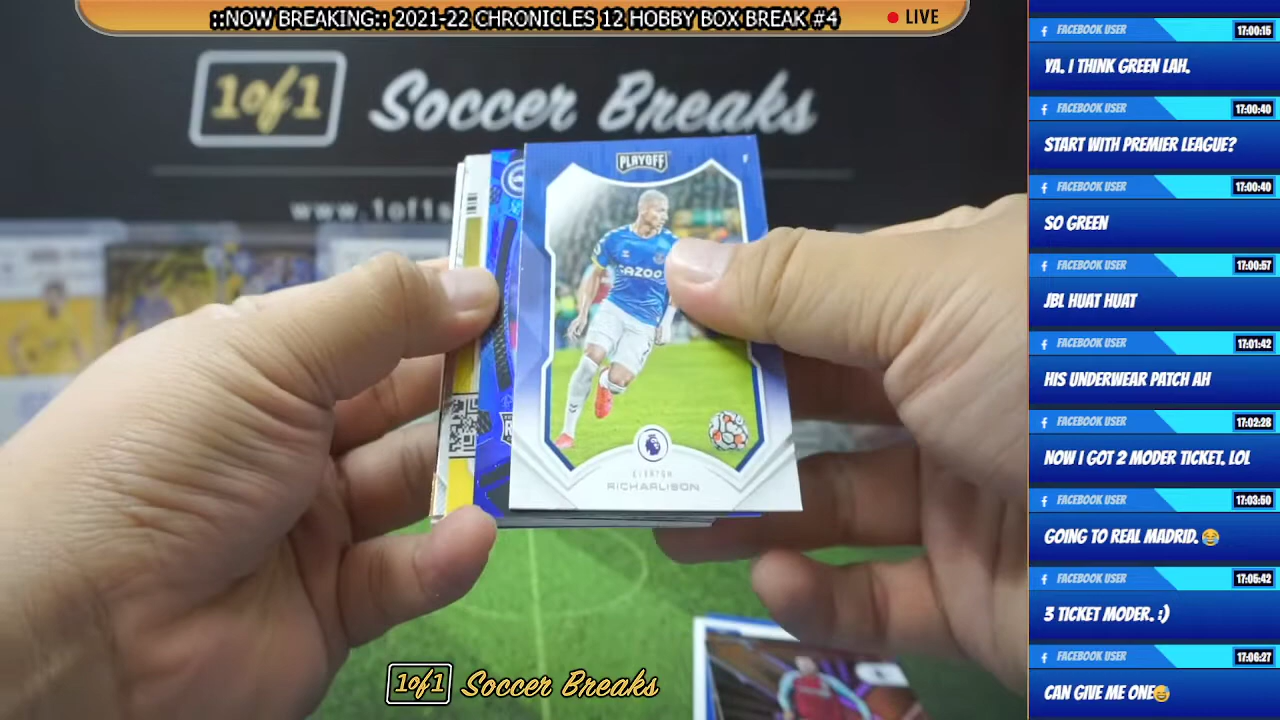 ::NOW BREAKING:: 2021-22 CHRONICLES 12 HOBBY BOX BREAK #4
LIVE
1of1 Soccer Breaks
www.1of1s
PLAYOFF
CAZOO
EVERTON
RICHARLISON
1of1 Soccer Breaks
FACEBOOK USER 17:00:15
YA. I THINK GREEN LAH.
FACEBOOK USER 17:00:40
START WITH PREMIER LEAGUE?
FACEBOOK USER 17:00:40
SO GREEN
FACEBOOK USER 17:00:57
JBL HUAT HUAT
FACEBOOK USER 17:01:42
HIS UNDERWEAR PATCH AH
FACEBOOK USER 17:02:28
NOW I GOT 2 MODER TICKET. LOL
FACEBOOK USER 17:03:50
GOING TO REAL MADRID. 😂
FACEBOOK USER 17:05:42
3 TICKET MODER. :)
FACEBOOK USER 17:06:27
CAN GIVE ME ONE😅